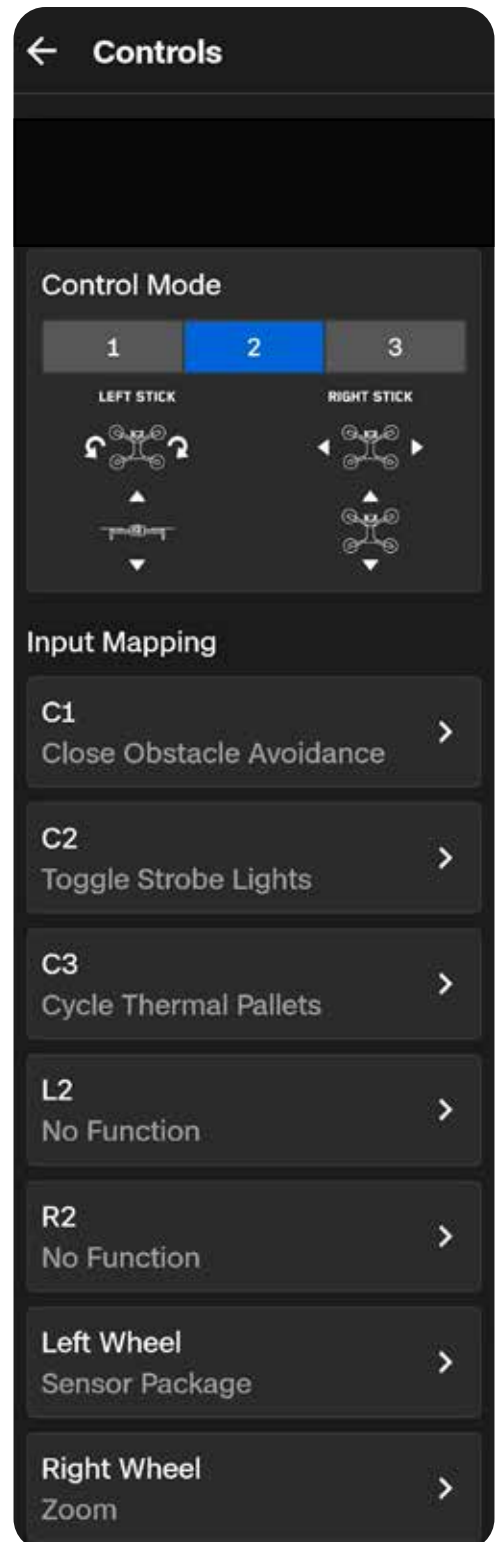 Controls
Control Mode
1 2 3
LEFT STICK RIGHT STICK
Input Mapping
C1
Close Obstacle Avoidance
C2
Toggle Strobe Lights
C3
Cycle Thermal Pallets
L2
No Function
R2
No Function
Left Wheel
Sensor Package
Right Wheel
Zoom